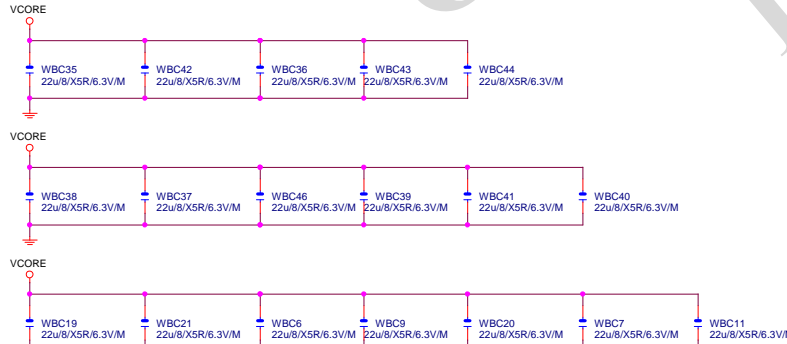 VCORE
WBC35 WBC42 WBC36 WBC43 WBC44
22u/8/X5R/6.3V/M 22u/8/X5R/6.3V/M 22u/8/X5R/6.3V/M 22u/8/X5R/6.3V/M 22u/8/X5R/6.3V/M
VCORE
WBC38 WBC37 WBC46 WBC39 WBC41 WBC40
22u/8/X5R/6.3V/M 22u/8/X5R/6.3V/M 22u/8/X5R/6.3V/M 22u/8/X5R/6.3V/M 22u/8/X5R/6.3V/M 22u/8/X5R/6.3V/M
VCORE
WBC19 WBC21 WBC6 WBC9 WBC20 WBC7 WBC11
22u/8/X5R/6.3V/M 22u/8/X5R/6.3V/M 22u/8/X5R/6.3V/M 22u/8/X5R/6.3V/M 22u/8/X5R/6.3V/M 22u/8/X5R/6.3V/M 22u/8/X5R/6.3V/M